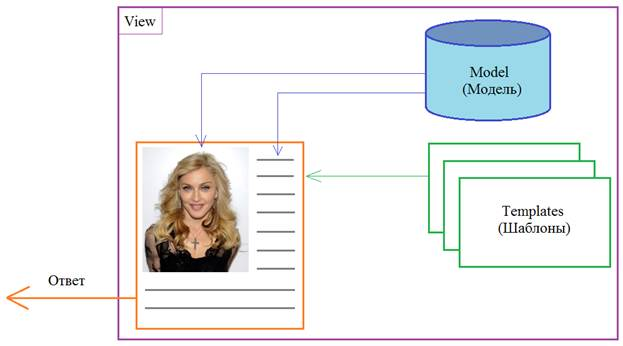 View
Model
(Модель)
Templates
(Шаблоны)
Ответ